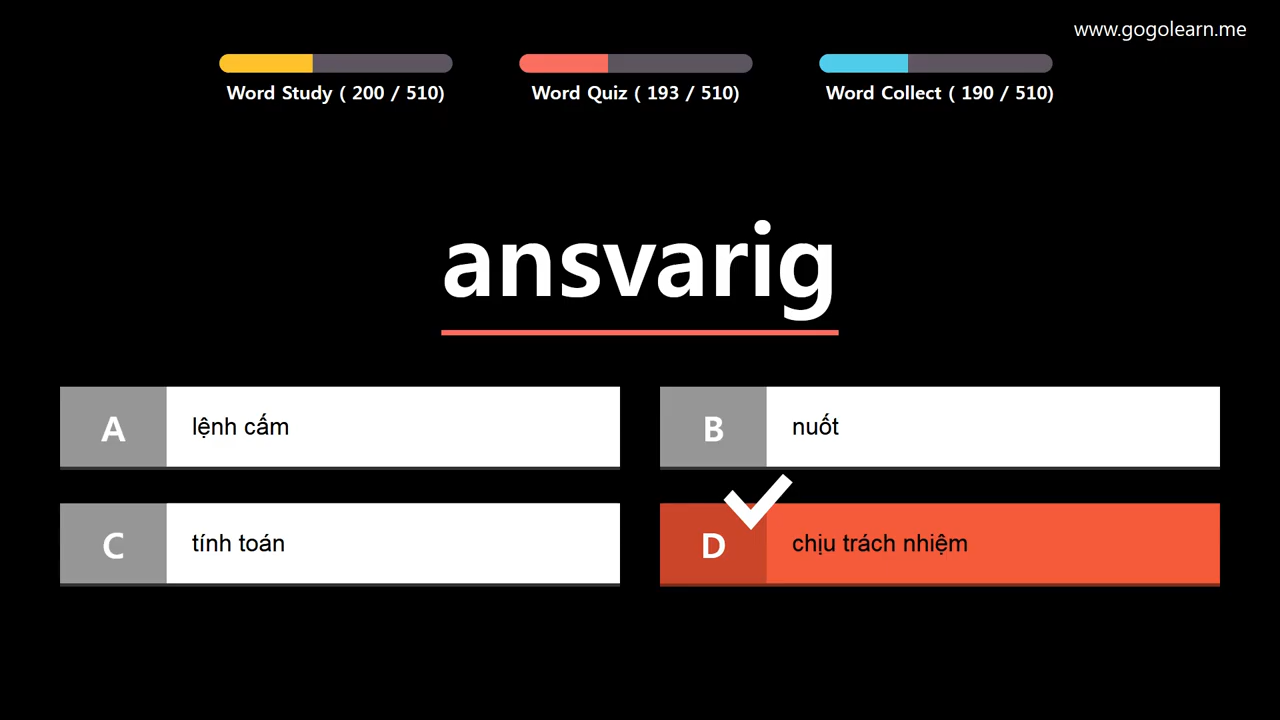 www.gogolearn.me
Word Study ( 200 / 510)
Word Quiz ( 193 / 510)
Word Collect ( 190 / 510)
ansvarig
A
lệnh cấm
B
nuốt
C
tính toán
D
chịu trách nhiệm